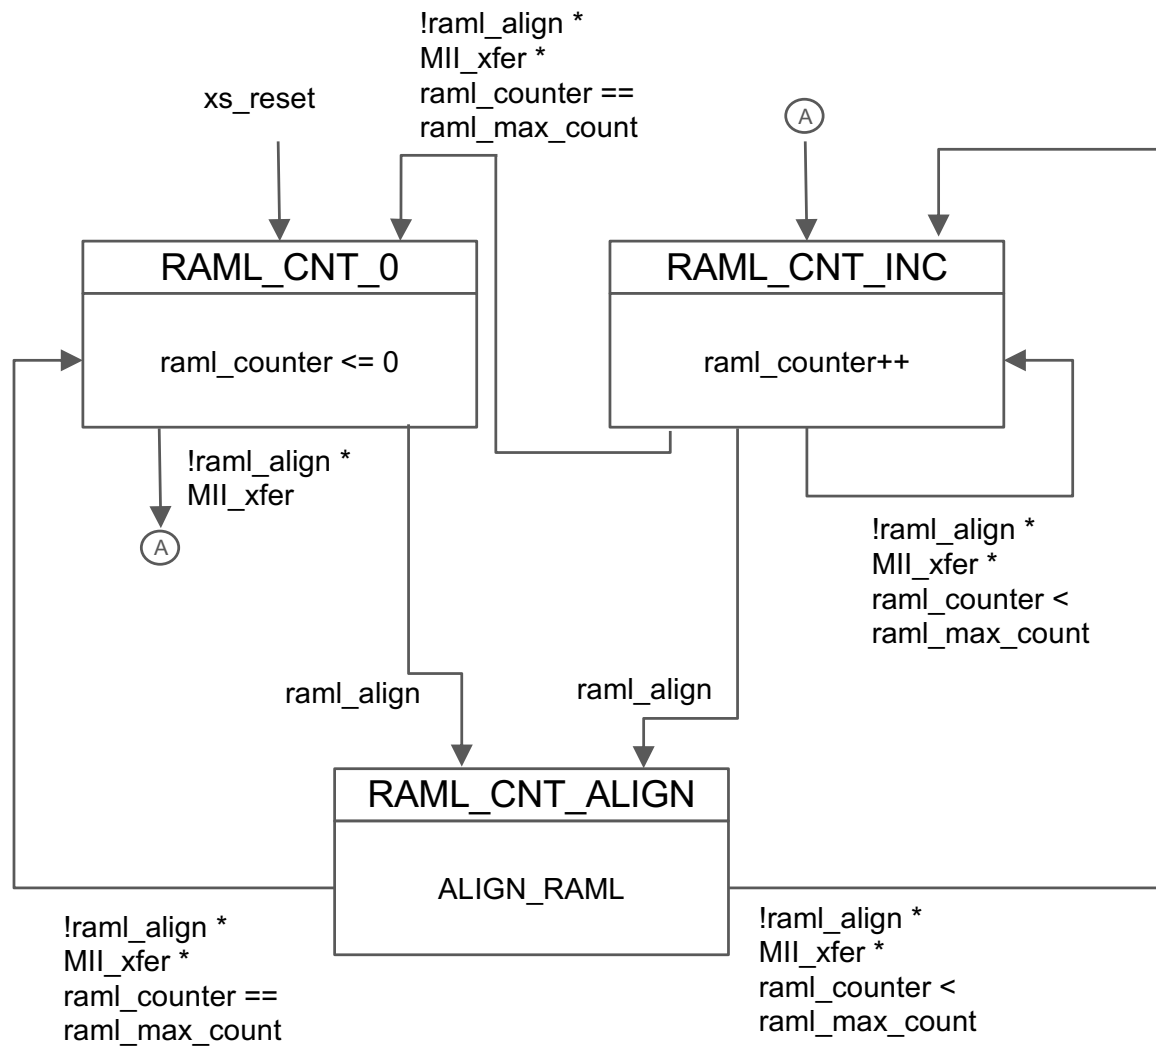 !raml_align *
MII_xfer *
raml_counter ==
raml_max_count
xs_reset
A
RAML_CNT_0
raml_counter <= 0
RAML_CNT_INC
raml_counter++
!raml_align *
MII_xfer
A
!raml_align *
MII_xfer *
raml_counter <
raml_max_count
raml_align
raml_align
RAML_CNT_ALIGN
ALIGN_RAML
!raml_align *
MII_xfer *
raml_counter ==
raml_max_count
!raml_align *
MII_xfer *
raml_counter <
raml_max_count